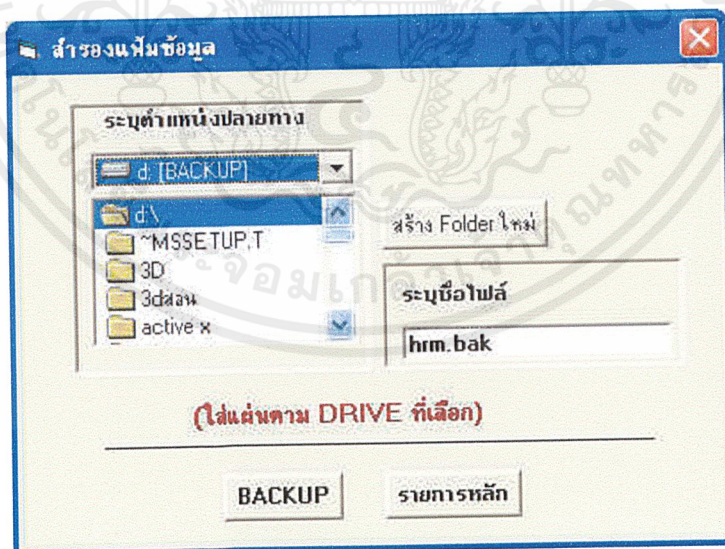 สำรองแฟ้มข้อมูล
ระบุตำแหน่งปลายทาง
d: [BACKUP]
d:\
~MSSETUP.T
3D
3dสอน
active x
สร้าง Folder ใหม่
ระบุชื่อไฟล์
hrm.bak
(ใส่แผ่นตาม DRIVE ที่เลือก)
BACKUP
รายการหลัก